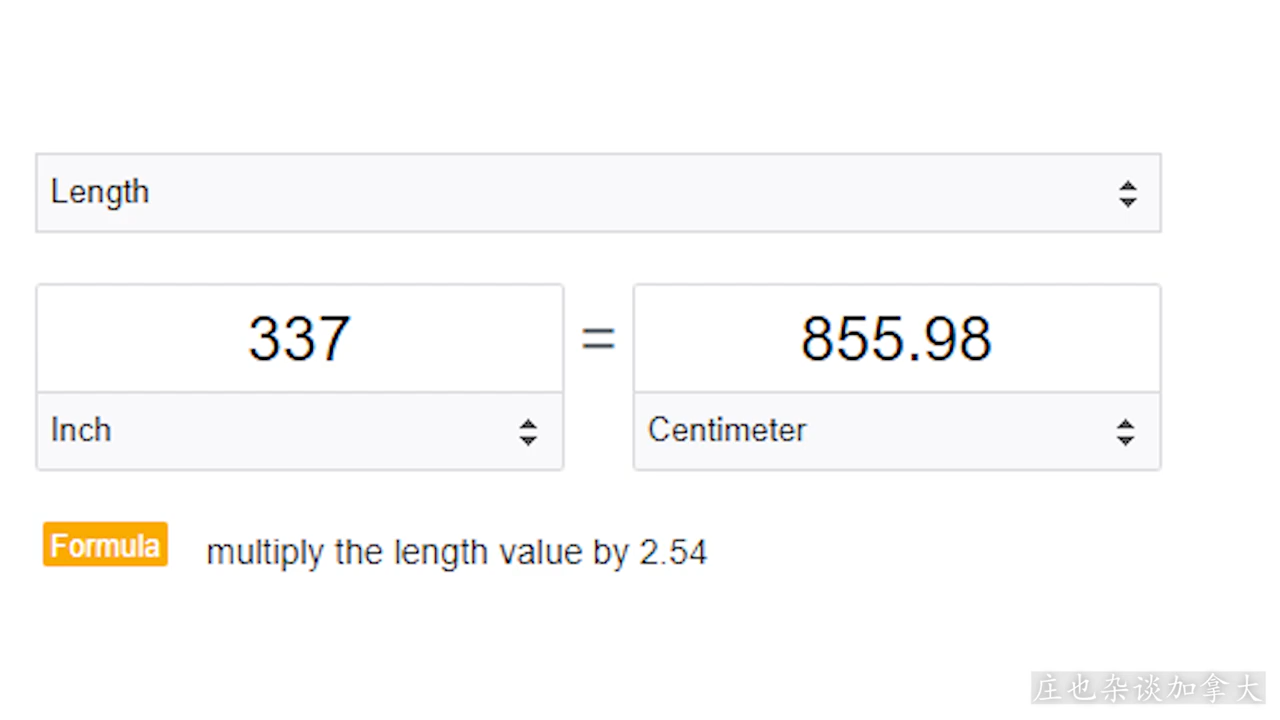 Length
337 = 855.98
Inch Centimeter
Formula multiply the length value by 2.54
庄也杂谈加拿大